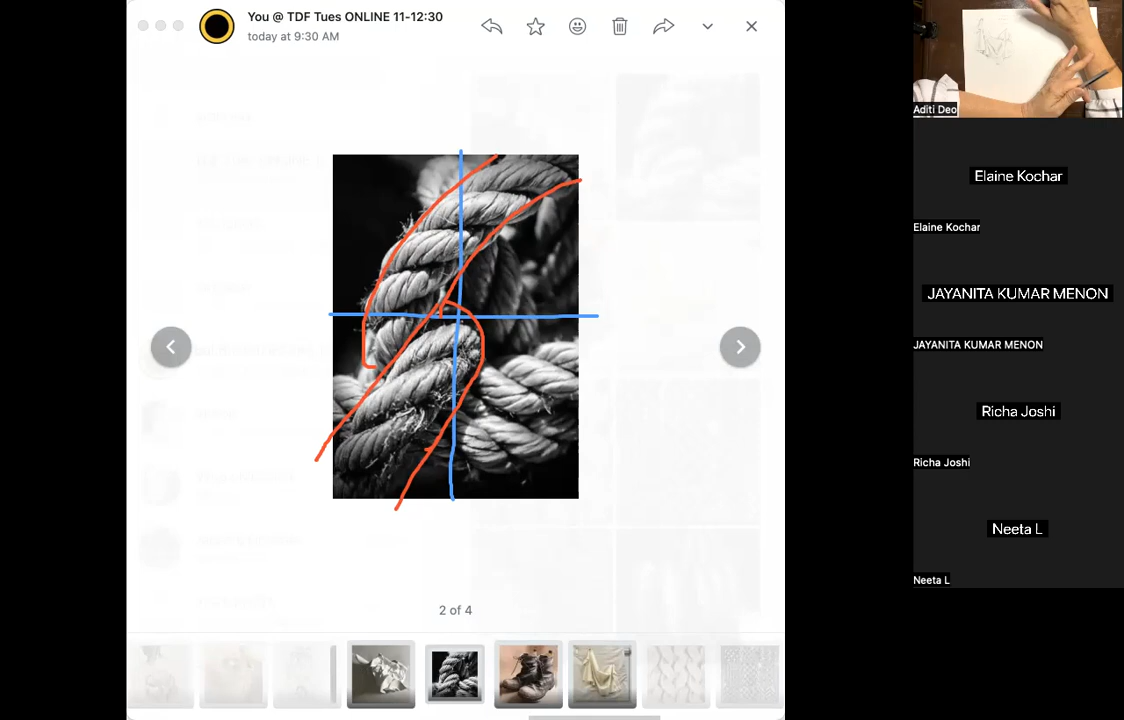 You @ TDF Tues ONLINE 11-12:30
today at 9:30 AM
2 of 4
Aditi Deo
Elaine Kochar
Elaine Kochar
JAYANITA KUMAR MENON
JAYANITA KUMAR MENON
Richa Joshi
Richa Joshi
Neeta L
Neeta L